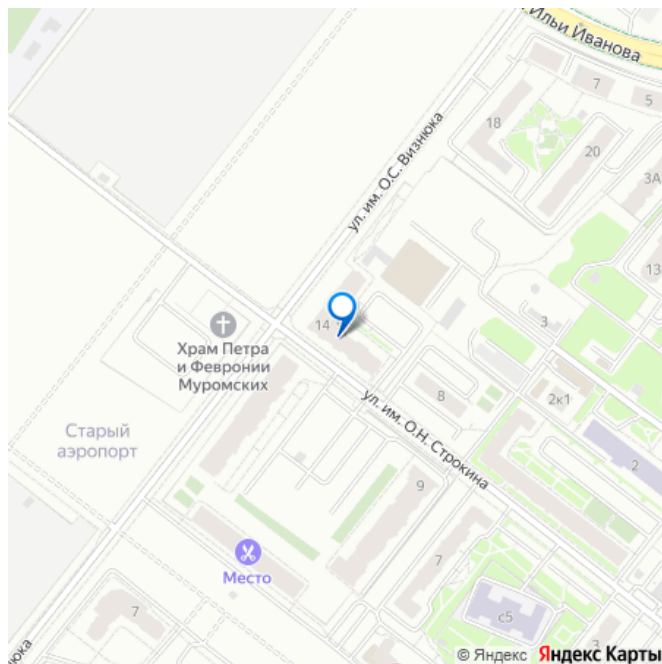 Ильи Иванова
7
5
18
20
3А
ул. им. О.С. Визнюка
13
14
3
Храм Петра
и Февронии
Муромских
8
2к1
ул. им. О.Н. Строкина
Старый
аэропорт
2
9
Место
7
7
с5
3
нюка
© Яндекс Яндекс Карты